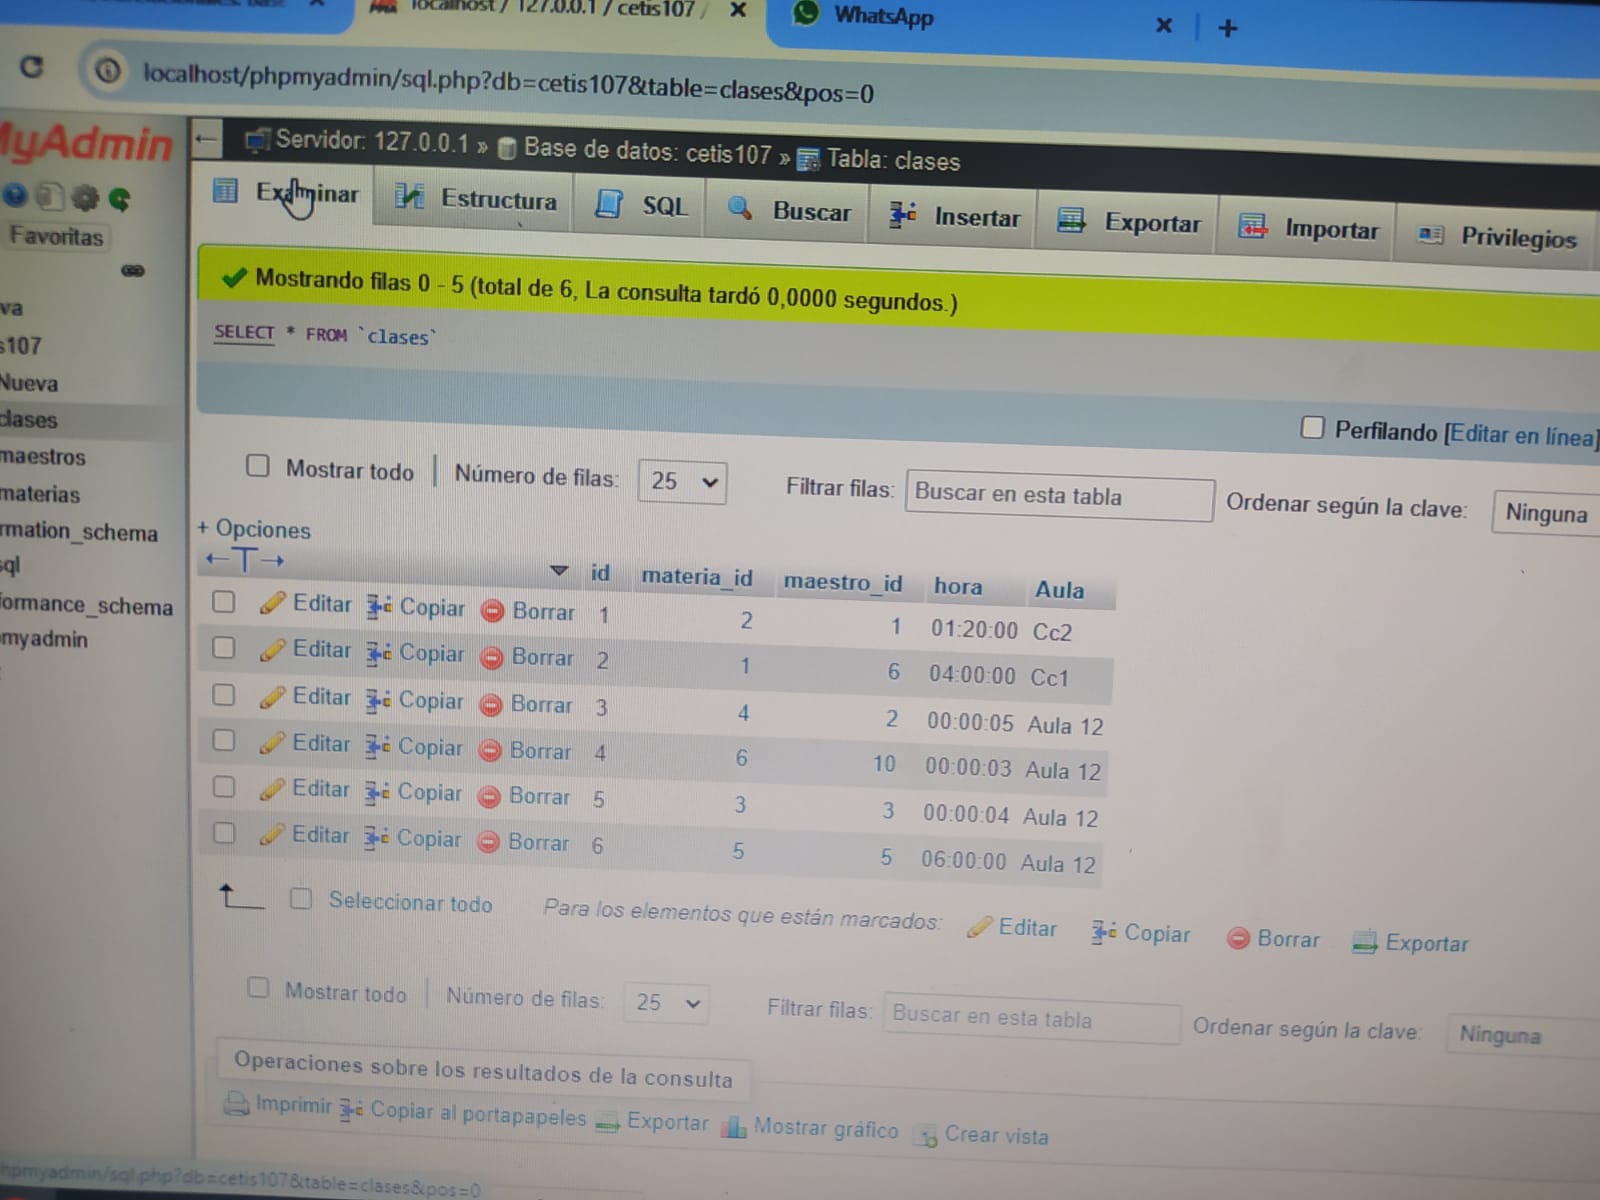 localhost / 127.0.0.1 / cetis107 /
WhatsApp
localhost/phpmyadmin/sql.php?db=cetis107&table=clases&pos=0
MyAdmin
Favoritas
va
s107
Nueva
clases
maestros
materias
rmation_schema
sql
formance_schema
myadmin
Servidor: 127.0.0.1 » Base de datos: cetis107 » Tabla: clases
Examinar Estructura SQL Buscar Insertar Exportar Importar Privilegios
Mostrando filas 0 - 5 (total de 6, La consulta tardó 0,0000 segundos.)
SELECT * FROM `clases`
Perfilando [Editar en línea]
Mostrar todo Número de filas: 25 Filtrar filas: Buscar en esta tabla Ordenar según la clave: Ninguna
+ Opciones
←T→ id materia_id maestro_id hora Aula
Editar Copiar Borrar 1 2 1 01:20:00 Cc2
Editar Copiar Borrar 2 1 6 04:00:00 Cc1
Editar Copiar Borrar 3 4 2 00:00:05 Aula 12
Editar Copiar Borrar 4 6 10 00:00:03 Aula 12
Editar Copiar Borrar 5 3 3 00:00:04 Aula 12
Editar Copiar Borrar 6 5 5 06:00:00 Aula 12
Seleccionar todo Para los elementos que están marcados: Editar Copiar Borrar Exportar
Mostrar todo Número de filas: 25 Filtrar filas: Buscar en esta tabla Ordenar según la clave: Ninguna
Operaciones sobre los resultados de la consulta
Imprimir Copiar al portapapeles Exportar Mostrar gráfico Crear vista
hpmyadmin/sql.php?db=cetis107&table=clases&pos=0